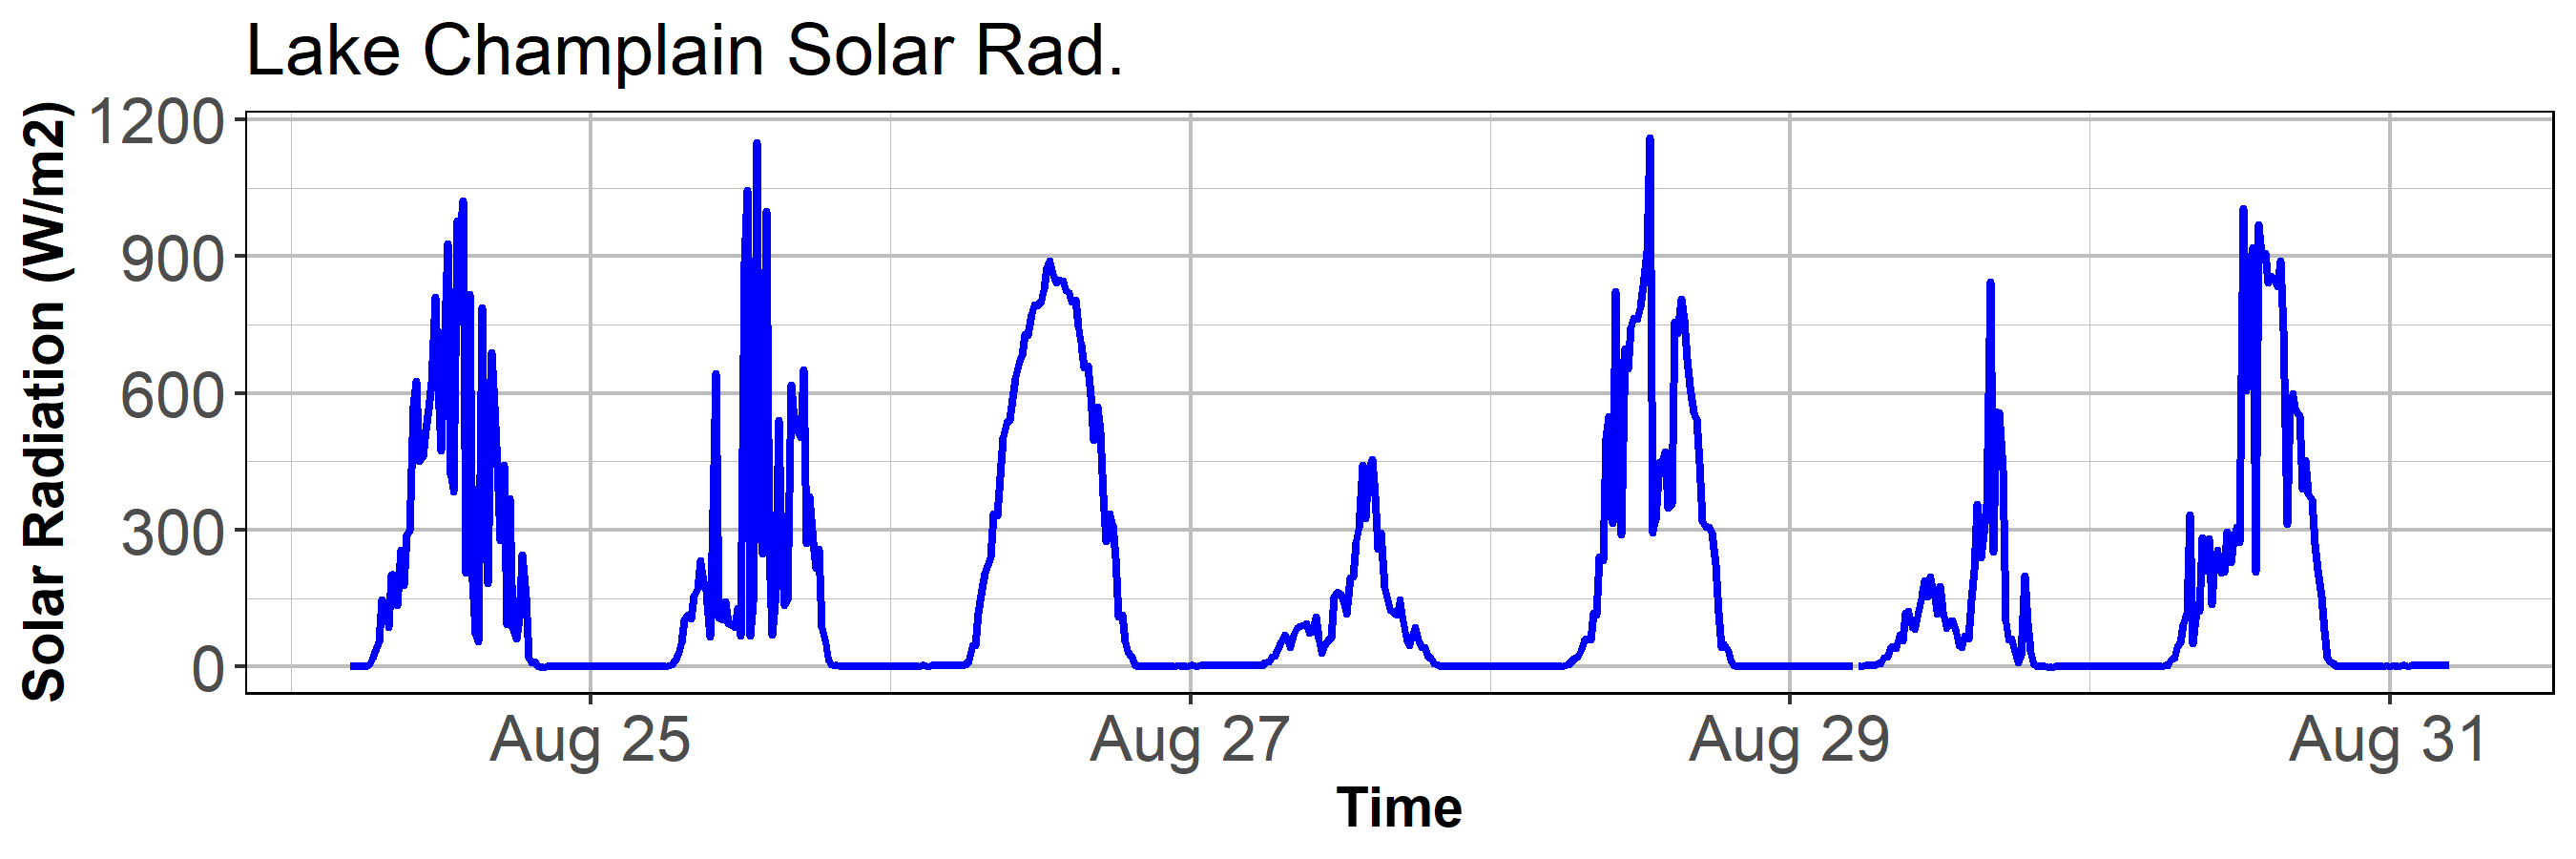 Lake Champlain Solar Rad.
Solar Radiation (W/m2)
1200
900
600
300
0
Aug 25 Aug 27 Aug 29 Aug 31
Time